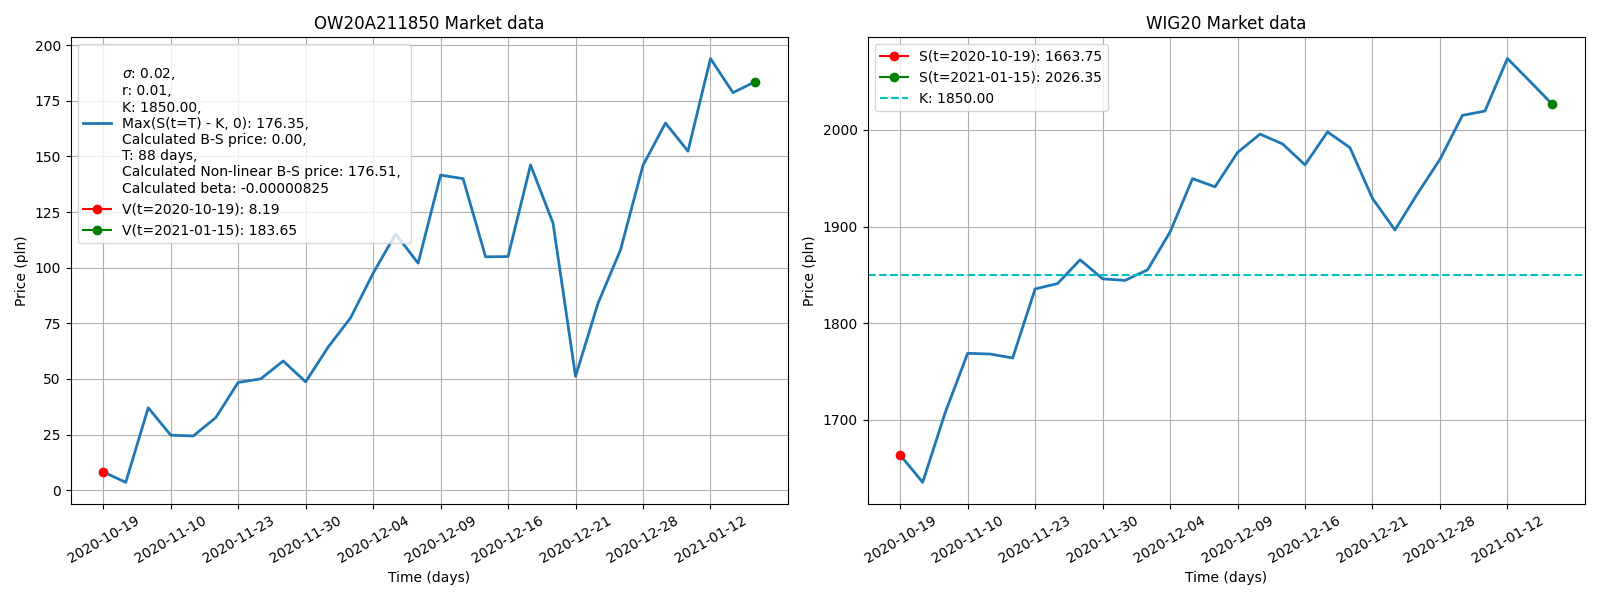 OW20A211850 Market data
σ: 0.02,
r: 0.01,
K: 1850.00,
Max(S(t=T) - K, 0): 176.35,
Calculated B-S price: 0.00,
T: 88 days,
Calculated Non-linear B-S price: 176.51,
Calculated beta: -0.00000825
V(t=2020-10-19): 8.19
V(t=2021-01-15): 183.65
Price (pln)
200
175
150
125
100
75
50
25
0
2020-10-19
2020-11-10
2020-11-23
2020-11-30
2020-12-04
2020-12-09
2020-12-16
2020-12-21
2020-12-28
2021-01-12
Time (days)
WIG20 Market data
S(t=2020-10-19): 1663.75
S(t=2021-01-15): 2026.35
K: 1850.00
Price (pln)
2000
1900
1800
1700
2020-10-19
2020-11-10
2020-11-23
2020-11-30
2020-12-04
2020-12-09
2020-12-16
2020-12-21
2020-12-28
2021-01-12
Time (days)